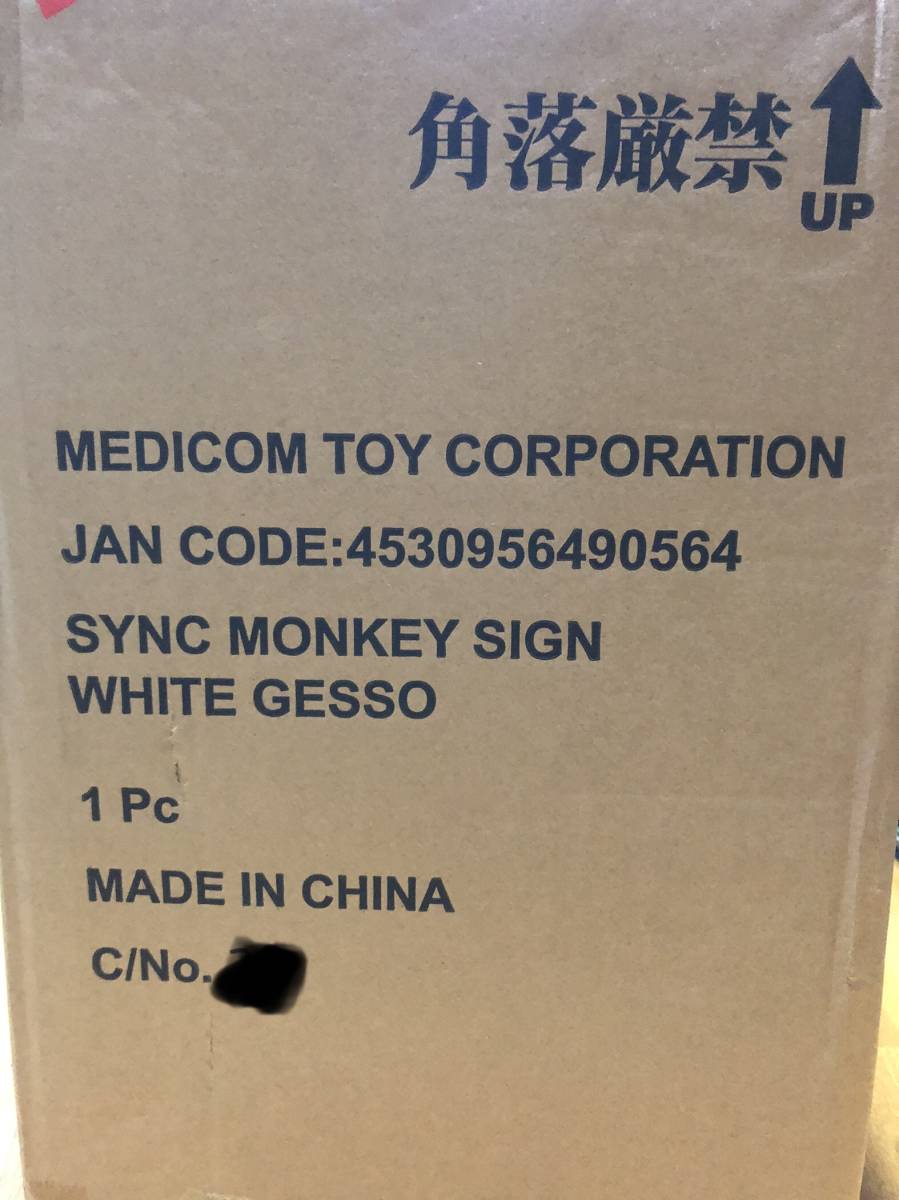 角落厳禁
UP
MEDICOM TOY CORPORATION
JAN CODE:4530956490564
SYNC MONKEY SIGN
WHITE GESSO
1 Pc
MADE IN CHINA
C/No.